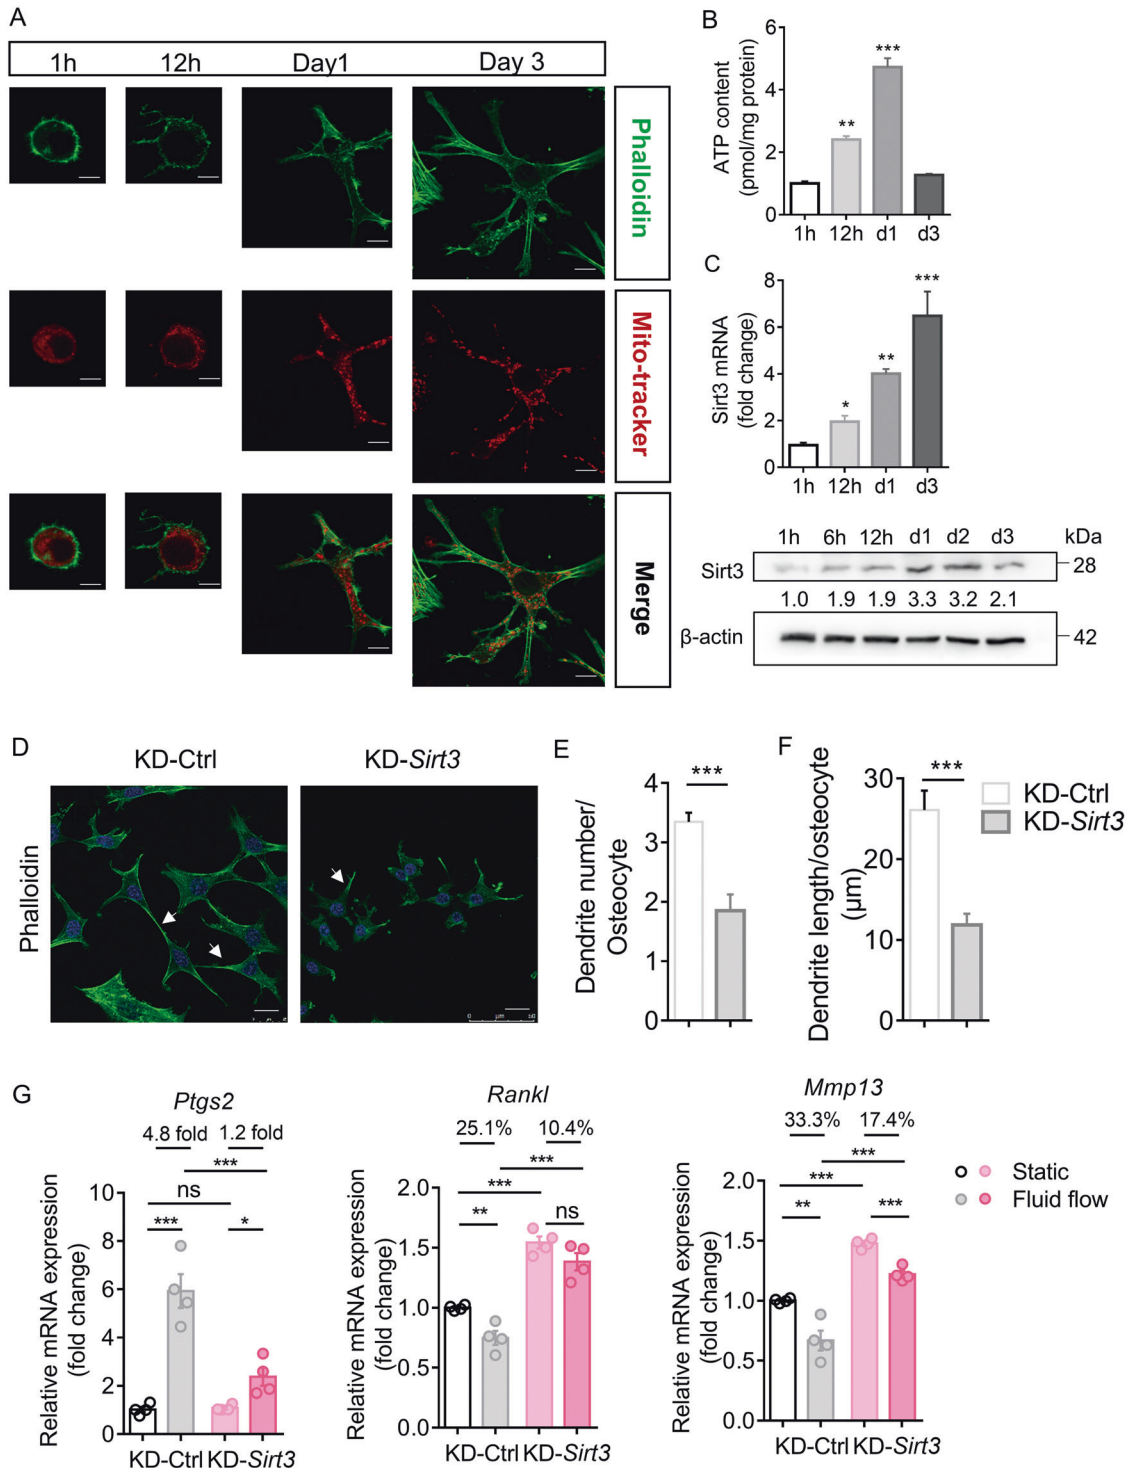 A
1h 12h Day1 Day 3
Phalloidin
Mito-tracker
Merge
B
ATP content
(pmol/mg protein)
6
4
2
0
***
**
1h 12h d1 d3
C
Sirt3 mRNA
(fold change)
8
6
4
2
0
***
**
*
1h 12h d1 d3
1h 6h 12h d1 d2 d3 kDa
Sirt3 28
1.0 1.9 1.9 3.3 3.2 2.1
β-actin 42
D
KD-Ctrl KD-Sirt3
Phalloidin
0 µm 50
E
Dendrite number/
Osteocyte
4
3
2
1
0
***
F
Dendrite length/osteocyte
(µm)
30
20
10
0
***
KD-Ctrl
KD-Sirt3
G
Ptgs2
4.8 fold 1.2 fold
***
ns
*** *
Relative mRNA expression
(fold change)
10
8
6
4
2
0
KD-Ctrl KD-Sirt3
Rankl
25.1% 10.4%
***
***
** ns
Relative mRNA expression
(fold change)
2.0
1.5
1.0
0.5
0.0
KD-Ctrl KD-Sirt3
Mmp13
33.3% 17.4%
***
***
** ***
Relative mRNA expression
(fold change)
2.0
1.5
1.0
0.5
0.0
KD-Ctrl KD-Sirt3
Static
Fluid flow